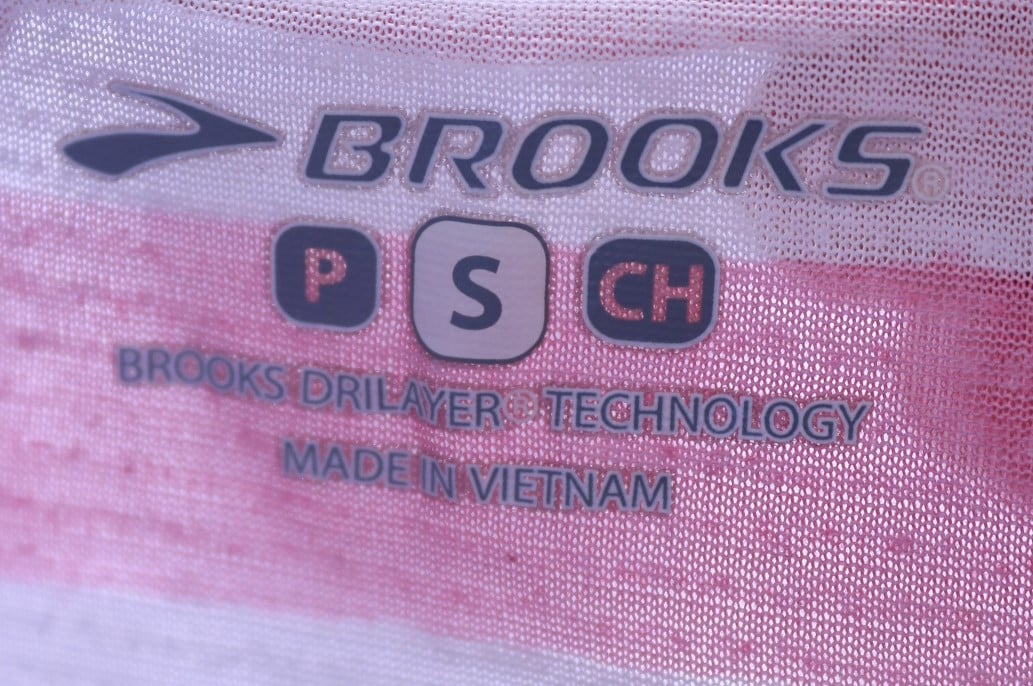 BROOKS®
P S CH
BROOKS DRILAYER® TECHNOLOGY
MADE IN VIETNAM